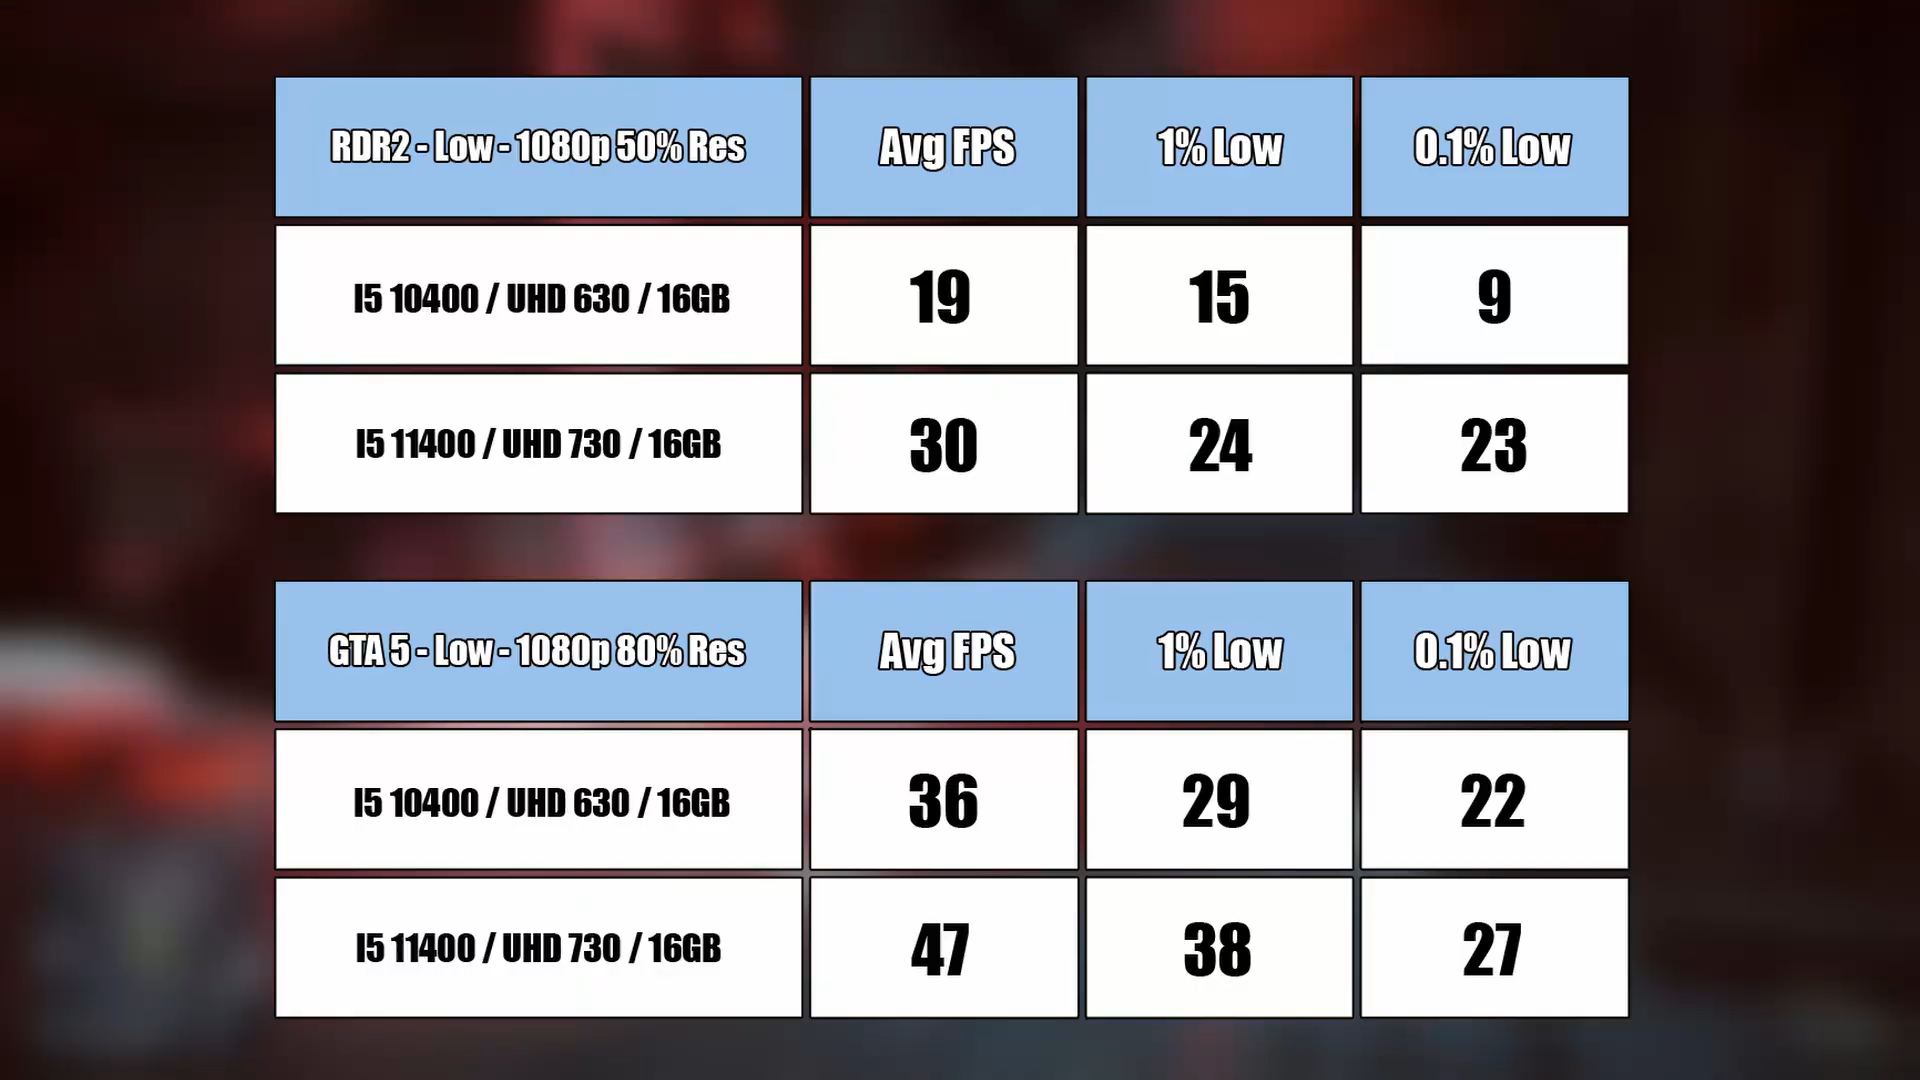 RDR2 - Low - 1080p 50% Res Avg FPS 1% Low 0.1% Low
I5 10400 / UHD 630 / 16GB 19 15 9
I5 11400 / UHD 730 / 16GB 30 24 23
GTA 5 - Low - 1080p 80% Res Avg FPS 1% Low 0.1% Low
I5 10400 / UHD 630 / 16GB 36 29 22
I5 11400 / UHD 730 / 16GB 47 38 27